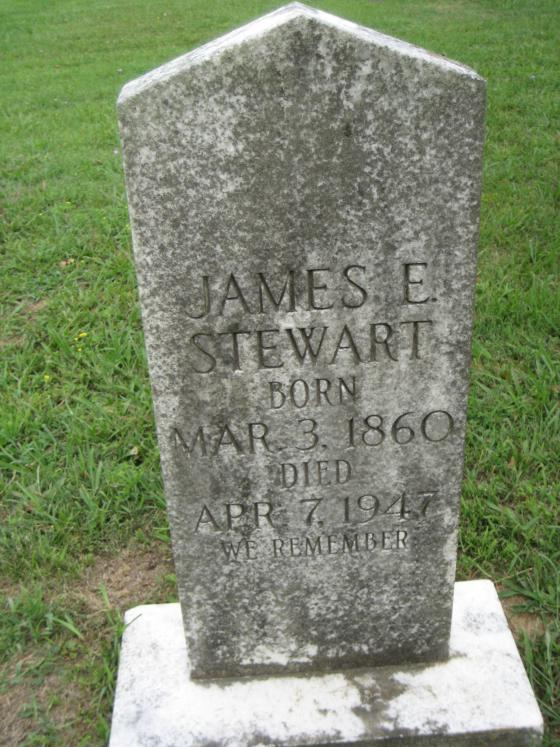 JAMES E.
STEWART
BORN
MAR. 3, 1860
DIED
APR 7, 1947
WE REMEMBER